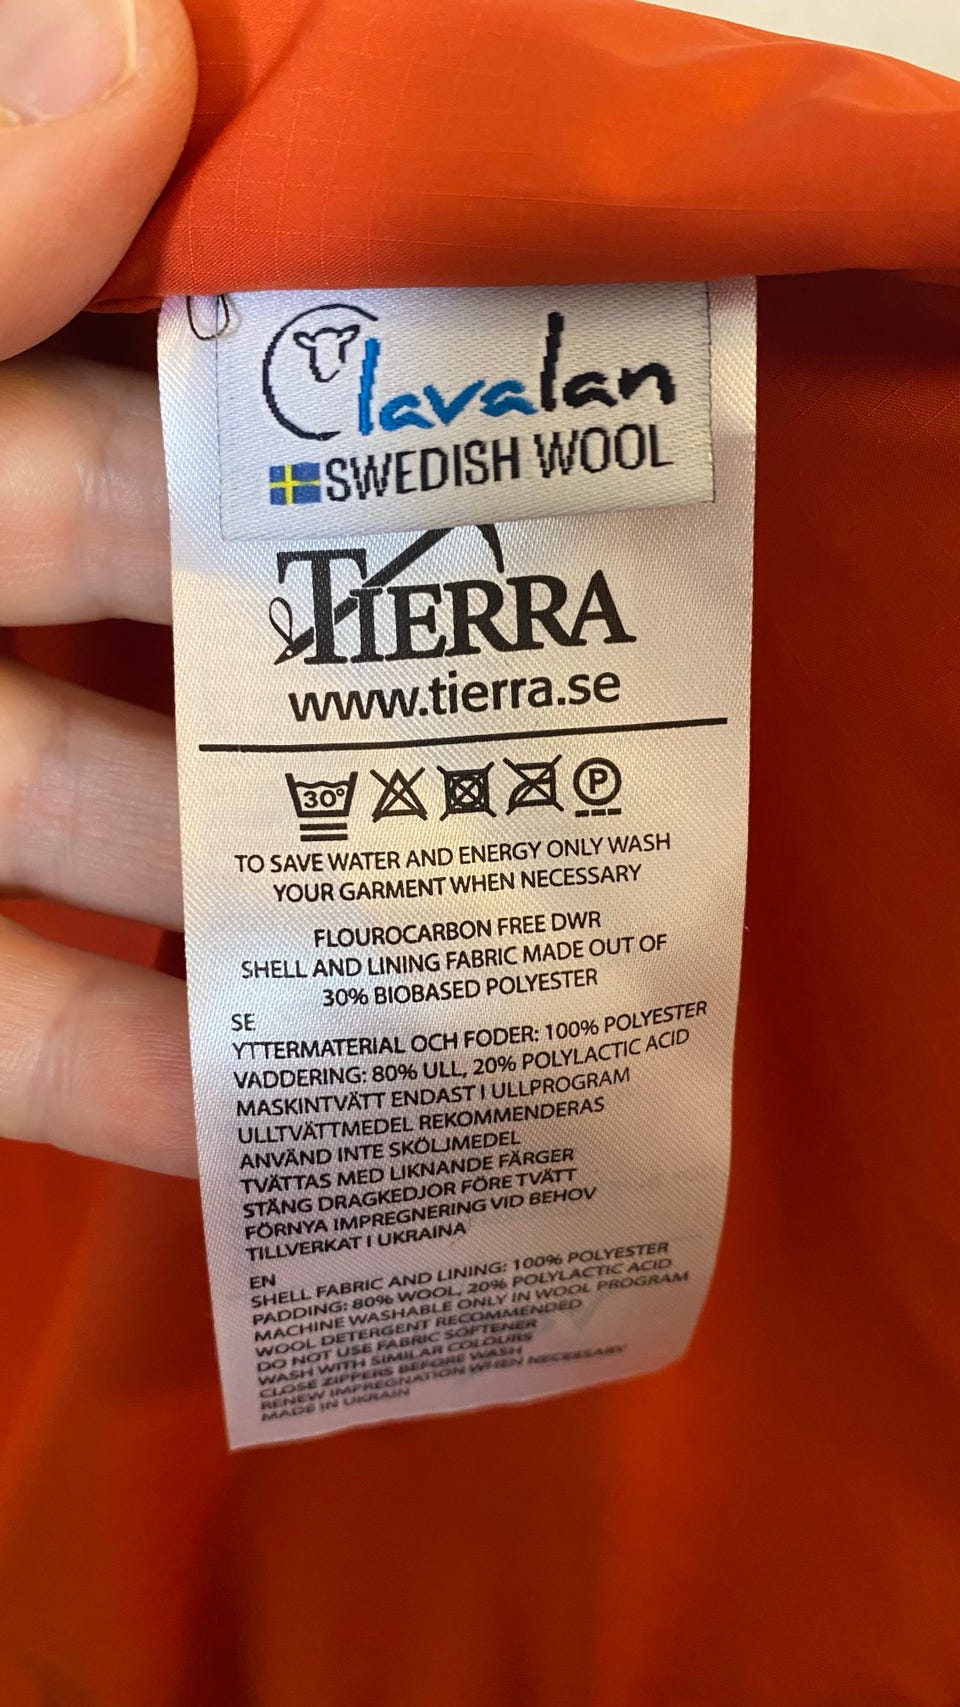 Clavalan
SWEDISH WOOL
TIERRA
www.tierra.se
30°
P
TO SAVE WATER AND ENERGY ONLY WASH
YOUR GARMENT WHEN NECESSARY
FLOUROCARBON FREE DWR
SHELL AND LINING FABRIC MADE OUT OF
30% BIOBASED POLYESTER
SE
YTTERMATERIAL OCH FODER: 100% POLYESTER
VADDERING: 80% ULL, 20% POLYLACTIC ACID
MASKINTVÄTT ENDAST I ULLPROGRAM
ULLTVÄTTMEDEL REKOMMENDERAS
ANVÄND INTE SKÖLJMEDEL
TVÄTTAS MED LIKNANDE FÄRGER
STÄNG DRAGKEDJOR FÖRE TVÄTT
FÖRNYA IMPREGNERING VID BEHOV
TILLVERKAT I UKRAINA
EN
SHELL FABRIC AND LINING: 100% POLYESTER
PADDING: 80% WOOL, 20% POLYLACTIC ACID
MACHINE WASHABLE ONLY IN WOOL PROGRAM
WOOL DETERGENT RECOMMENDED
DO NOT USE FABRIC SOFTENER
WASH WITH SIMILAR COLOURS
CLOSE ZIPPERS BEFORE WASH
RENEW IMPREGNATION WHEN NECESSARY
MADE IN UKRAIN